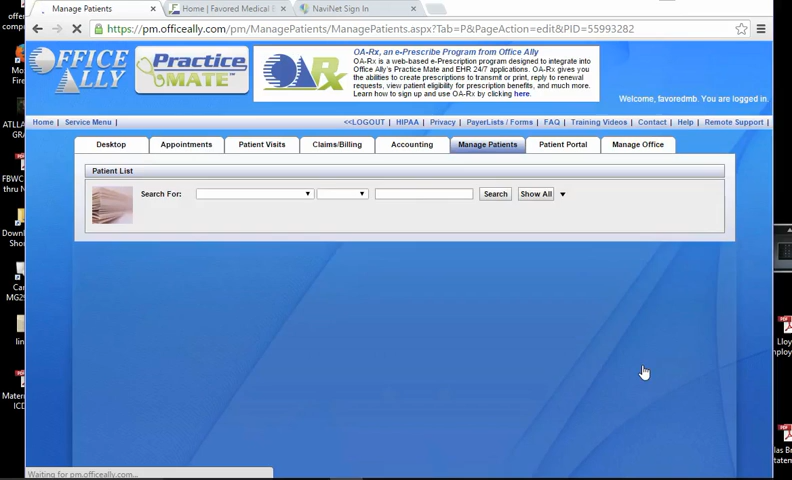 Manage Patients
Home | Favored Medical
NaviNet Sign In
https://pm.officeally.com/pm/ManagePatients/ManagePatients.aspx?Tab=P&PageAction=edit&PID=55993282
OFFICE
ALLY
Practice
MATE
OARx
OA-Rx, an e-Prescribe Program from Office Ally
OA-Rx is a web-based e-Prescription program designed to integrate into
Office Ally's Practice Mate and EHR 24/7 applications. OA-Rx gives you
the abilities to create prescriptions to transmit or print, reply to renewal
requests, view patient eligibility for prescription benefits, and much more.
Learn how to sign up and use OA-Rx by clicking here.
Welcome, favoredmb. You are logged in.
Home | Service Menu | <<LOGOUT | HIPAA | Privacy | PayerLists / Forms | FAQ | Training Videos | Contact | Help | Remote Support |
Desktop Appointments Patient Visits Claims/Billing Accounting Manage Patients Patient Portal Manage Office
Patient List
Search For: Search Show All
Waiting for pm.officeally.com...